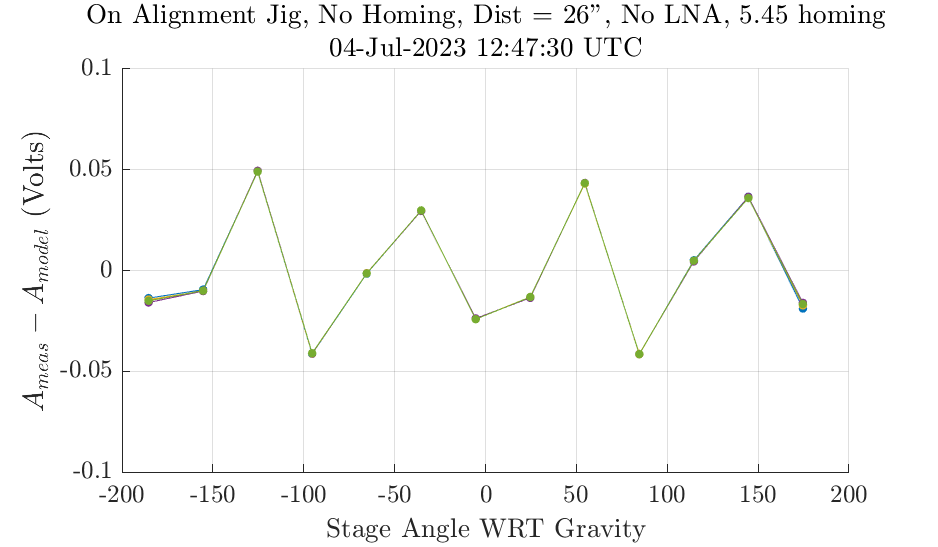 On Alignment Jig, No Homing, Dist = 26”, No LNA, 5.45 homing
04-Jul-2023 12:47:30 UTC
0.1
0.05
0
-0.05
-0.1
A_meas − A_model (Volts)
-200 -150 -100 -50 0 50 100 150 200
Stage Angle WRT Gravity